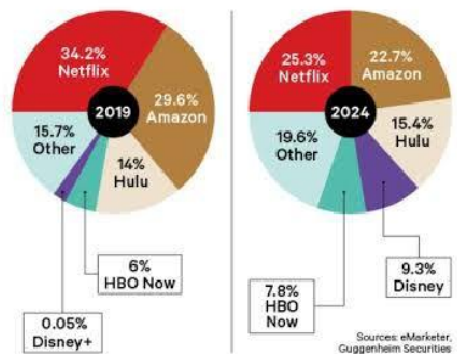 34.2%
Netflix
29.6%
Amazon
2019
15.7%
Other
14%
Hulu
6%
HBO Now
0.05%
Disney+
25.3%
Netflix
22.7%
Amazon
2024
15.4%
Hulu
19.6%
Other
9.3%
Disney
7.8%
HBO
Now
Sources: eMarketer,
Guggenheim Securities